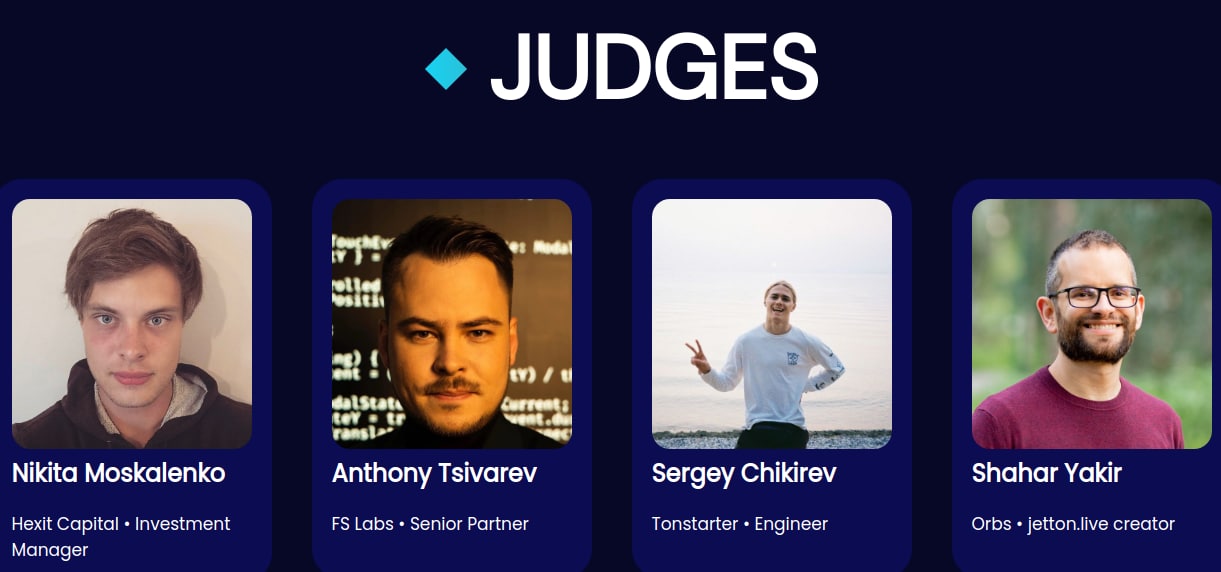 JUDGES
Nikita Moskalenko
Hexit Capital • Investment
Manager
Anthony Tsivarev
FS Labs • Senior Partner
Sergey Chikirev
Tonstarter • Engineer
Shahar Yakir
Orbs • jetton.live creator